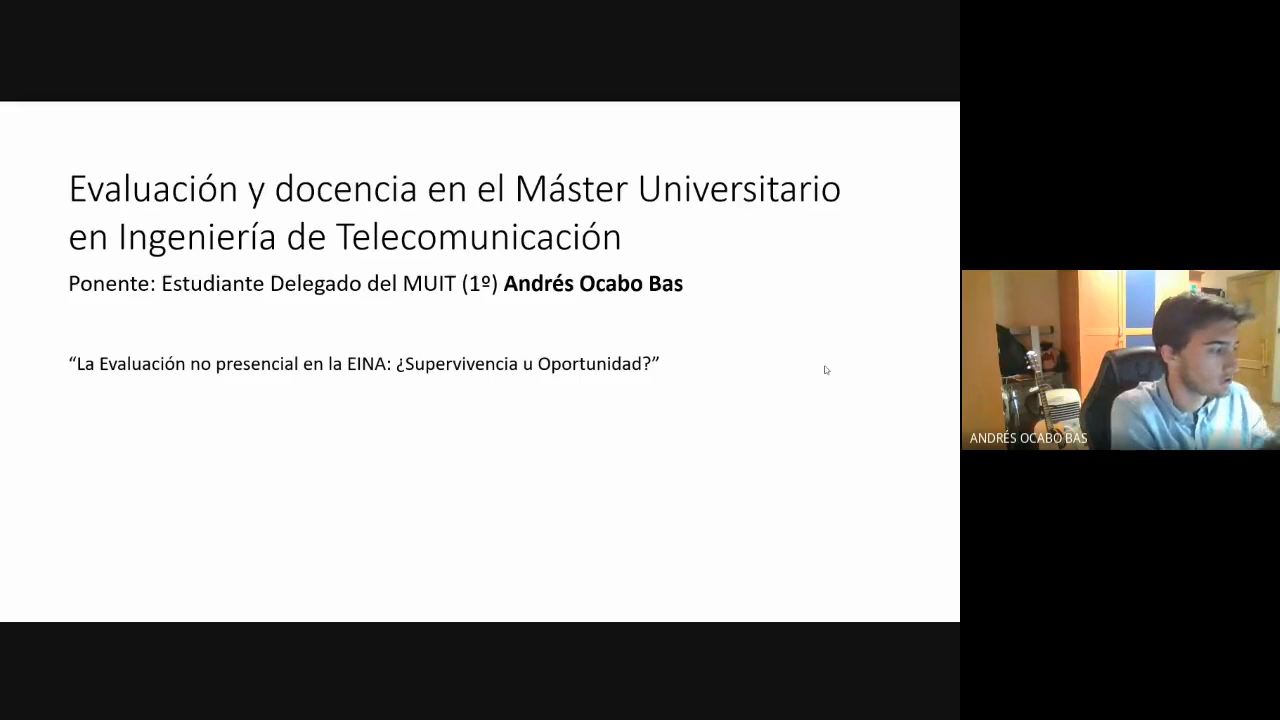 Evaluación y docencia en el Máster Universitario
en Ingeniería de Telecomunicación
Ponente: Estudiante Delegado del MUIT (1º) Andrés Ocabo Bas
“La Evaluación no presencial en la EINA: ¿Supervivencia u Oportunidad?”
ANDRÉS OCABO BAS